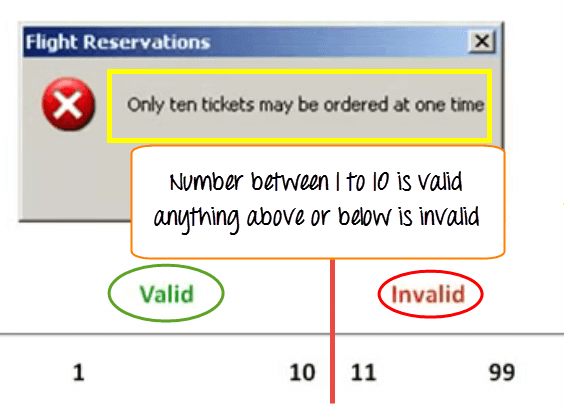 Flight Reservations
Only ten tickets may be ordered at one time
Number between 1 to 10 is valid
anything above or below is invalid
Valid Invalid
1 10 11 99